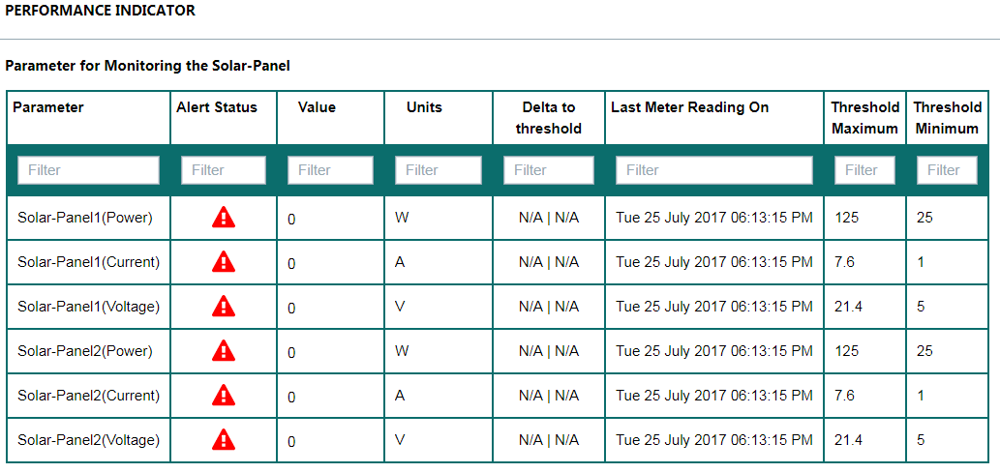 PERFORMANCE INDICATOR
Parameter for Monitoring the Solar-Panel
Parameter Alert Status Value Units Delta to threshold Last Meter Reading On Threshold Maximum Threshold Minimum
Filter Filter Filter Filter Filter Filter Filter Filter
Solar-Panel1(Power) 0 W N/A | N/A Tue 25 July 2017 06:13:15 PM 125 25
Solar-Panel1(Current) 0 A N/A | N/A Tue 25 July 2017 06:13:15 PM 7.6 1
Solar-Panel1(Voltage) 0 V N/A | N/A Tue 25 July 2017 06:13:15 PM 21.4 5
Solar-Panel2(Power) 0 W N/A | N/A Tue 25 July 2017 06:13:15 PM 125 25
Solar-Panel2(Current) 0 A N/A | N/A Tue 25 July 2017 06:13:15 PM 7.6 1
Solar-Panel2(Voltage) 0 V N/A | N/A Tue 25 July 2017 06:13:15 PM 21.4 5